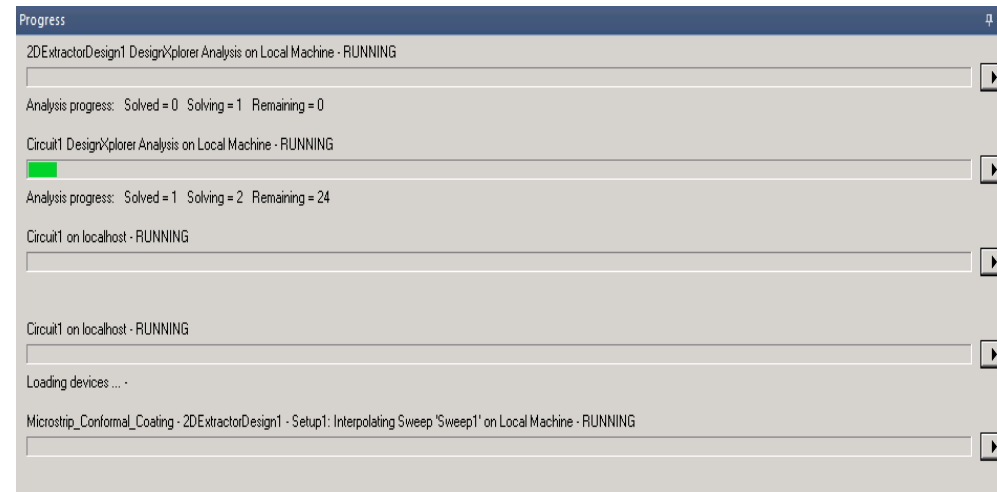 Progress
2DExtractorDesign1 DesignXplorer Analysis on Local Machine - RUNNING
Analysis progress: Solved = 0 Solving = 1 Remaining = 0
Circuit1 DesignXplorer Analysis on Local Machine - RUNNING
Analysis progress: Solved = 1 Solving = 2 Remaining = 24
Circuit1 on localhost - RUNNING
Circuit1 on localhost - RUNNING
Loading devices ... -
Microstrip_Conformal_Coating - 2DExtractorDesign1 - Setup1: Interpolating Sweep 'Sweep1' on Local Machine - RUNNING